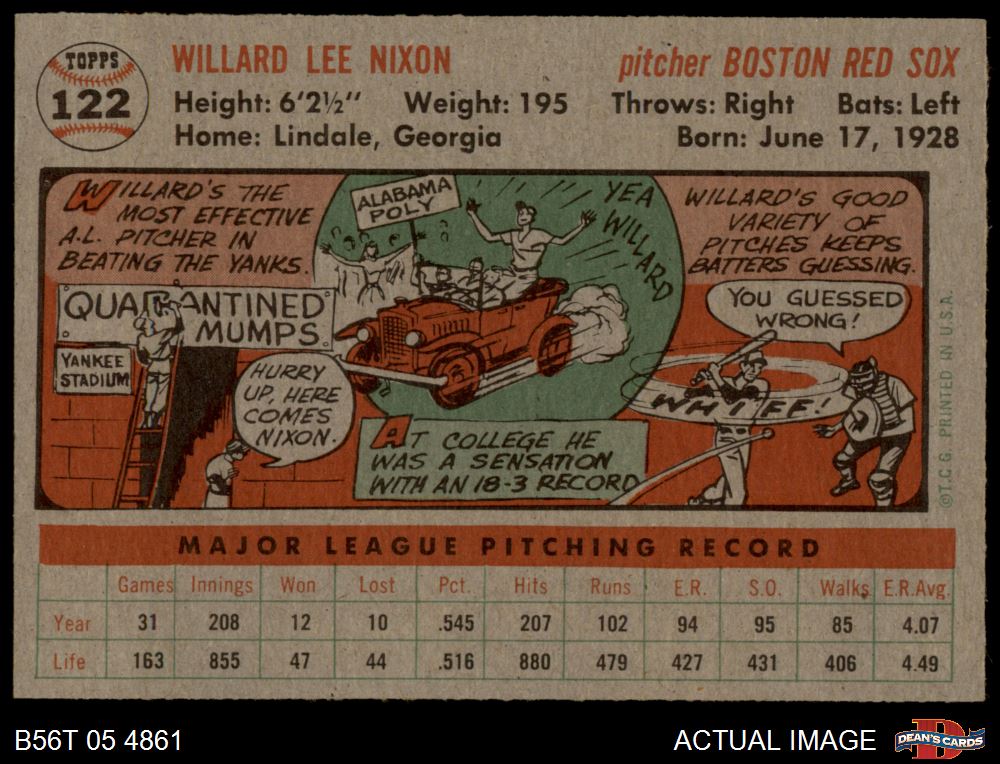 TOPPS
122
WILLARD LEE NIXON
pitcher BOSTON RED SOX
Height: 6'2½" Weight: 195 Throws: Right Bats: Left
Home: Lindale, Georgia Born: June 17, 1928
WILLARD'S THE
MOST EFFECTIVE
A.L. PITCHER IN
BEATING THE YANKS.
QUARANTINED
MUMPS.
YANKEE
STADIUM
HURRY
UP, HERE
COMES
NIXON.
ALABAMA
POLY
YEA
WILLARD
AT COLLEGE HE
WAS A SENSATION
WITH AN 18-3 RECORD
WILLARD'S GOOD
VARIETY OF
PITCHES KEEPS
BATTERS GUESSING.
YOU GUESSED
WRONG!
WHIFF!
©T.C.G. PRINTED IN U.S.A.
MAJOR LEAGUE PITCHING RECORD
Games Innings Won Lost Pct. Hits Runs E.R. S.O. Walks E.R.Avg.
Year 31 208 12 10 .545 207 102 94 95 85 4.07
Life 163 855 47 44 .516 880 479 427 431 406 4.49
B56T 05 4861
ACTUAL IMAGE
DEAN'S CARDS